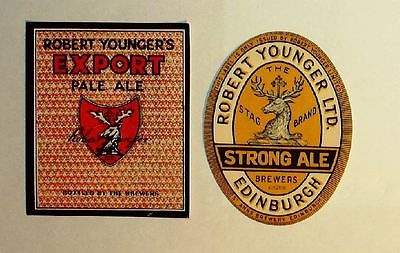 ROBERT YOUNGER'S
EXPORT
PALE ALE
BOTTLED BY THE BREWERS
ROBERT YOUNGER LTD.
THE
STAG BRAND
STRONG ALE
BREWERS
EDINBURGH